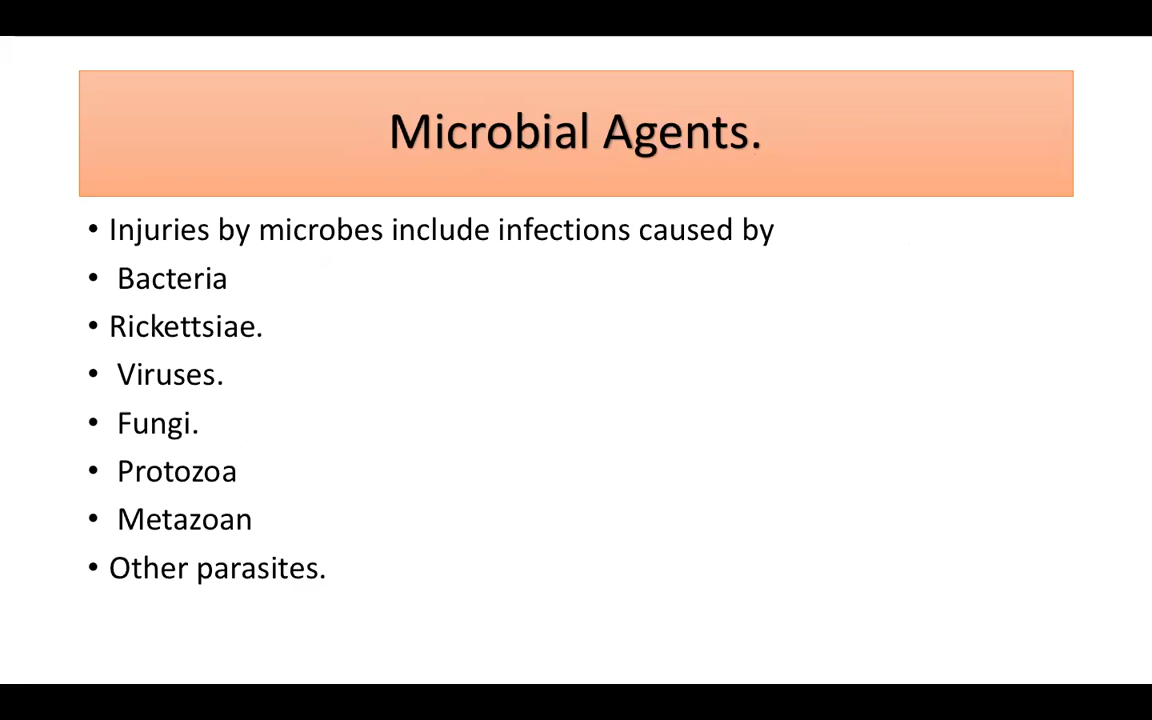 Microbial Agents.
• Injuries by microbes include infections caused by
• Bacteria
• Rickettsiae.
• Viruses.
• Fungi.
• Protozoa
• Metazoan
• Other parasites.